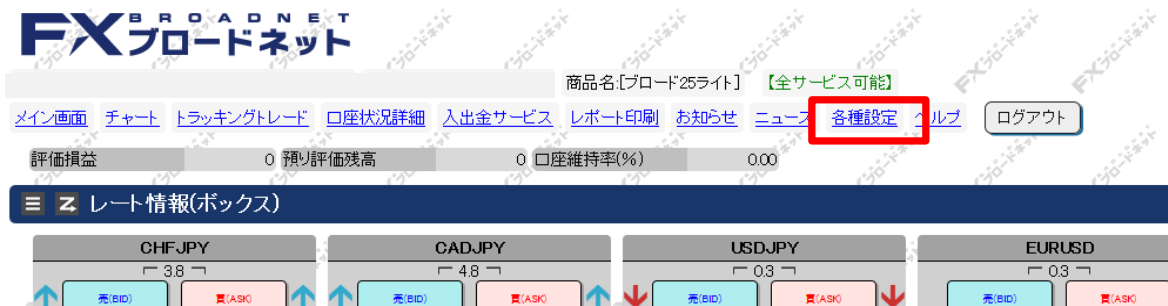 BROADNET
FXブロードネット
商品名:[ブロード25ライト] 【全サービス可能】
メイン画面 チャート トラッキングトレード 口座状況詳細 入出金サービス レポート印刷 お知らせ ニュース 各種設定 ヘルプ ログアウト
評価損益 0 預り評価残高 0 口座維持率(%) 0.00
レート情報(ボックス)
CHFJPY CADJPY USDJPY EURUSD
3.8 4.8 0.3 0.3
売(BID) 買(ASK) 売(BID) 買(ASK) 売(BID) 買(ASK) 売(BID) 買(ASK)